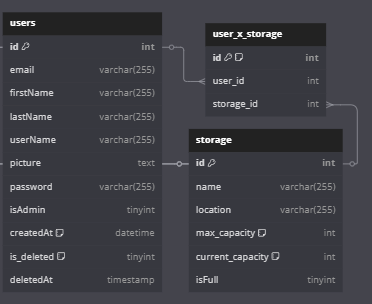 users
id int
email varchar(255)
firstName varchar(255)
lastName varchar(255)
userName varchar(255)
picture text
password varchar(255)
isAdmin tinyint
createdAt datetime
is_deleted tinyint
deletedAt timestamp
user_x_storage
id int
user_id int
storage_id int
storage
id int
name varchar(255)
location varchar(255)
max_capacity int
current_capacity int
isFull tinyint